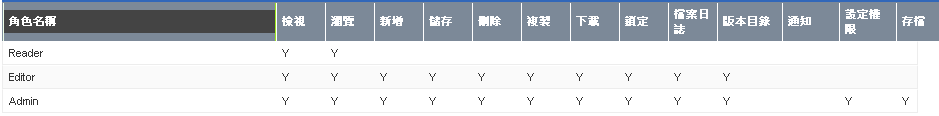 角色名稱 檢視 瀏覽 新增 儲存 刪除 複製 下載 鎖定 檔案日誌 版本目錄 通知 設定權限 存檔
Reader Y Y
Editor Y Y Y Y Y Y Y Y Y Y
Admin Y Y Y Y Y Y Y Y Y Y Y Y